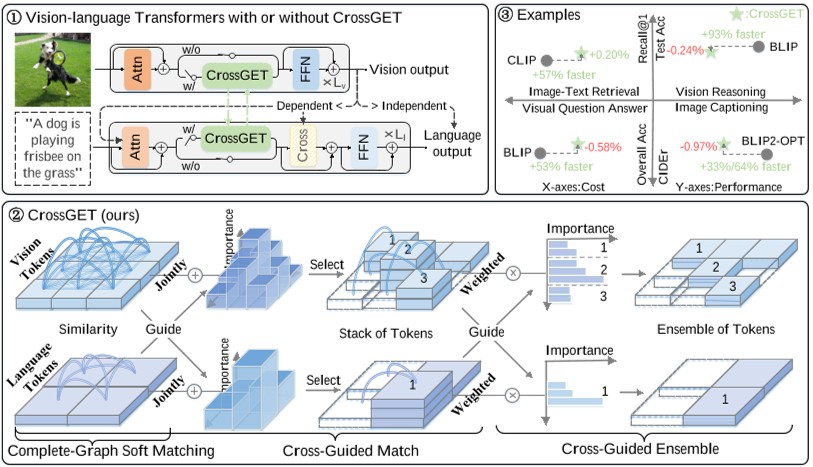 ① Vision-language Transformers with or without CrossGET
Attn
w/o
w/
CrossGET
FFN
× Lᵥ
Vision output
Dependent <
> Independent
"A dog is
playing
frisbee on
the grass"
Attn
w/
CrossGET
w/o
Cross
FFN
× Lₗ
Language
output
③ Examples
★:CrossGET
Recall@1
Test Acc
CLIP
+0.20%
+57% faster
+93% faster
-0.24%
BLIP
Image-Text Retrieval
Vision Reasoning
Visual Question Answer
Image Captioning
Overall Acc
CIDEr
BLIP
-0.58%
+53% faster
-0.97%
BLIP2-OPT
+33%/64% faster
X-axes:Cost
Y-axes:Performance
② CrossGET (ours)
Vision
Tokens
Jointly
Importance
Select
1
2
3
Weighted
Importance
1
2
3
1
2
3
Similarity
Guide
Stack of Tokens
Guide
Ensemble of Tokens
Language
Tokens
Jointly
Importance
Select
1
Weighted
Importance
1
1
Complete-Graph Soft Matching
Cross-Guided Match
Cross-Guided Ensemble